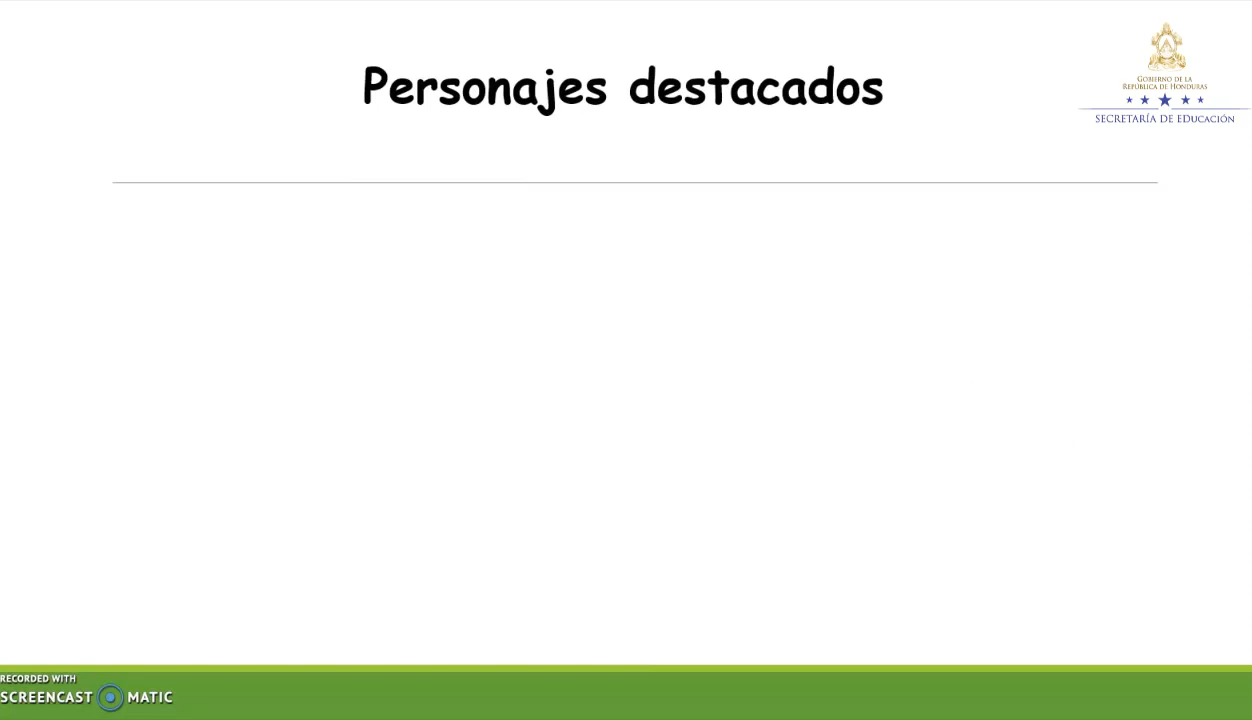 Personajes destacados
GOBIERNO DE LA
REPÚBLICA DE HONDURAS
SECRETARÍA DE EDUCACIÓN
RECORDED WITH
SCREENCAST MATIC